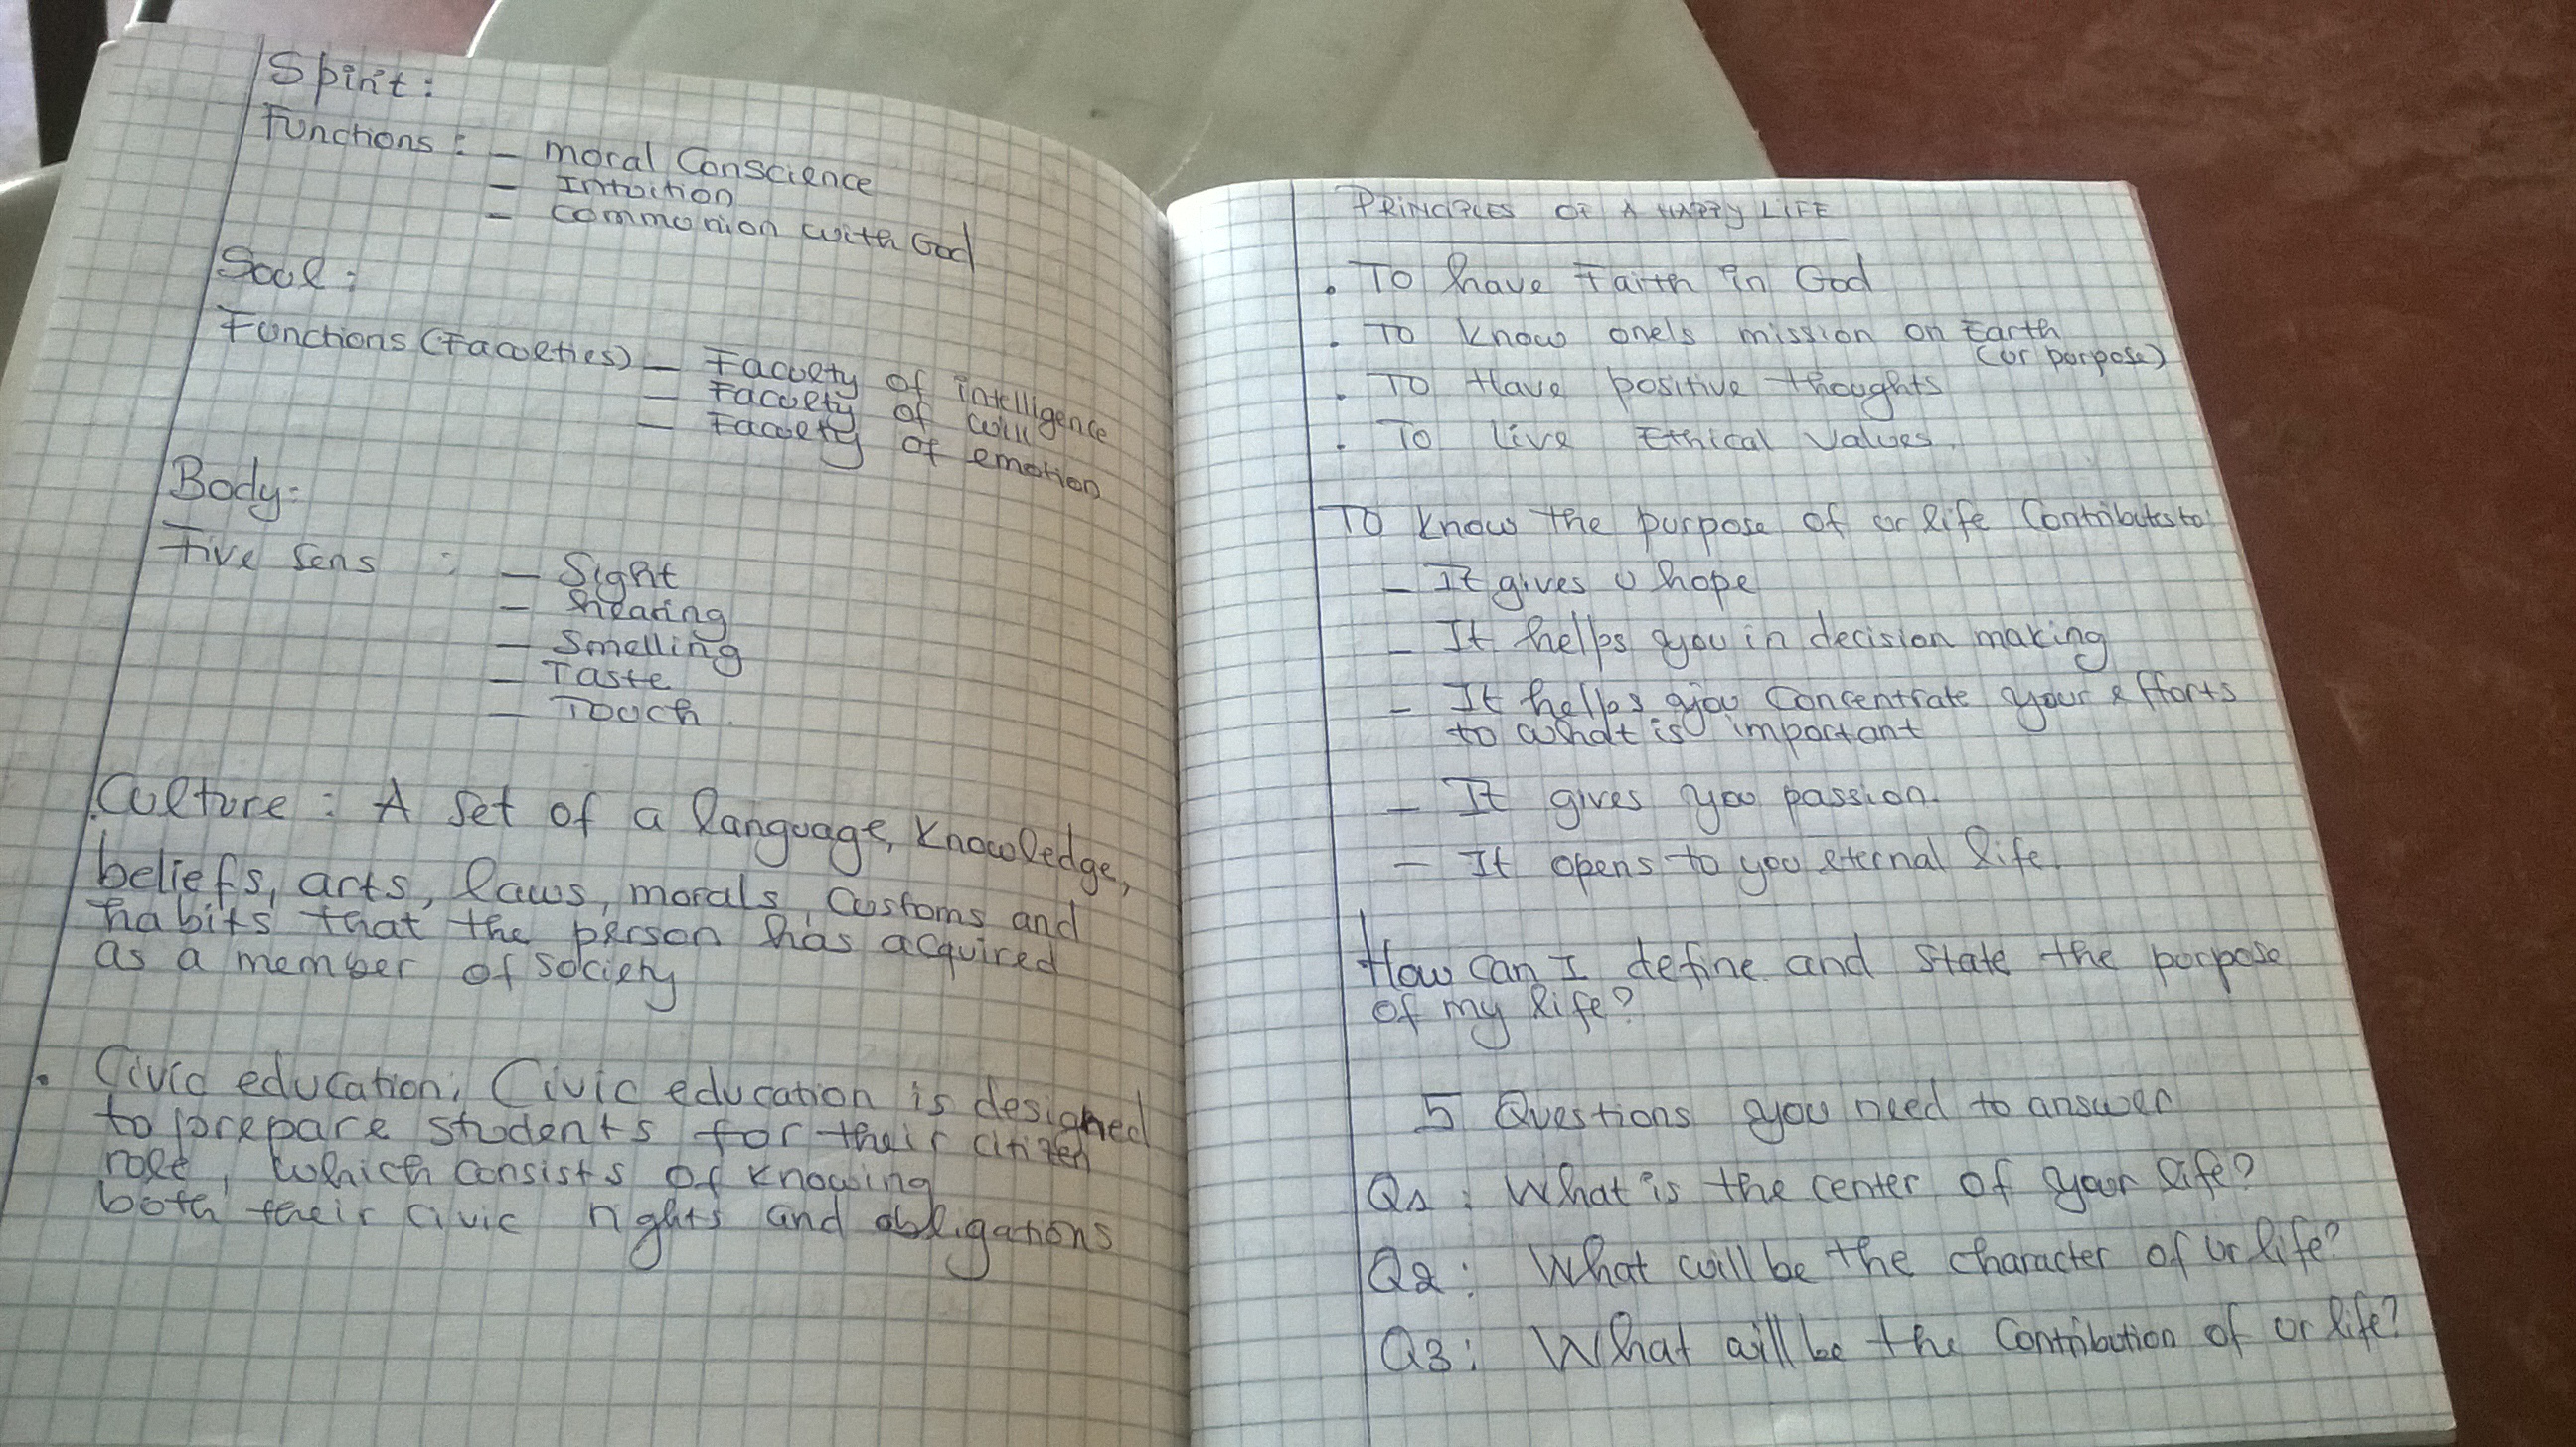 Spirit:
Functions: - moral Conscience
- Intuition
- communion with God
Soul:
Functions (Faculties) - Faculty of intelligence
- Faculty of will
- Faculty of emotion
Body:
Five sens : - Sight
- hearing
- Smelling
- Taste
- Touch.
Culture: A set of a language, knowledge,
beliefs, arts, laws, morals, customs and
habits that the person has acquired
as a member of society
. Civic education; Civic education is designed
to prepare students for their citizen
role, which consists of knowing
both their civic rights and obligations
PRINCIPLES OF A HAPPY LIFE
. To have Faith in God
. To know one's mission on Earth
(or purpose)
. To Have positive thoughts
. To live Ethical values.
To know the purpose of ur life Contributes to:
- It gives u hope
- It helps you in decision making
- It helps you concentrate your efforts
to what is important
- It gives you passion.
- It opens to you eternal life.
How can I define and state the purpose
of my life?
5 Questions you need to answer
Q1: What is the center of your life?
Q2: What will be the character of ur life?
Q3: What will be the Contribution of ur life?